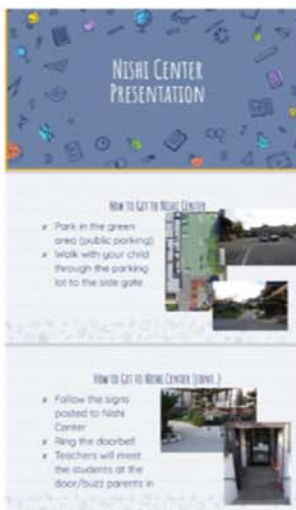 NISHI CENTER
PRESENTATION
HOW TO GET TO NISHI CENTER
x Park in the green
area (public parking)
x Walk with your child
through the parking
lot to the side gate
HOW TO GET TO NISHI CENTER (CONT.)
x Follow the signs
posted to Nishi
Center
x Ring the doorbell
x Teachers will meet
the students at the
door/buzz parents in